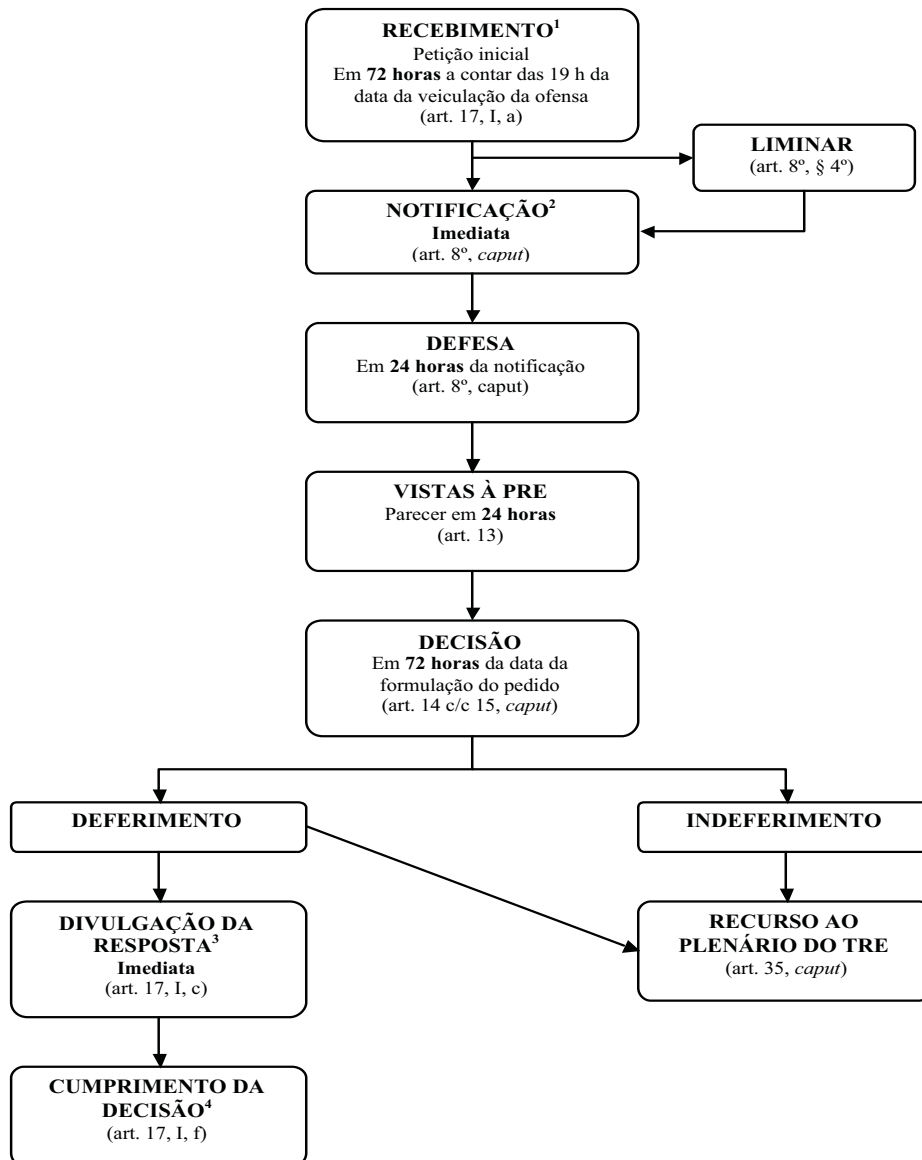 RECEBIMENTO¹
Petição inicial
Em 72 horas a contar das 19 h da
data da veiculação da ofensa
(art. 17, I, a)
LIMINAR
(art. 8º, § 4º)
NOTIFICAÇÃO²
Imediata
(art. 8º, caput)
DEFESA
Em 24 horas da notificação
(art. 8º, caput)
VISTAS À PRE
Parecer em 24 horas
(art. 13)
DECISÃO
Em 72 horas da data da
formulação do pedido
(art. 14 c/c 15, caput)
DEFERIMENTO
INDEFERIMENTO
DIVULGAÇÃO DA
RESPOSTA³
Imediata
(art. 17, I, c)
RECURSO AO
PLENÁRIO DO TRE
(art. 35, caput)
CUMPRIMENTO DA
DECISÃO⁴
(art. 17, I, f)